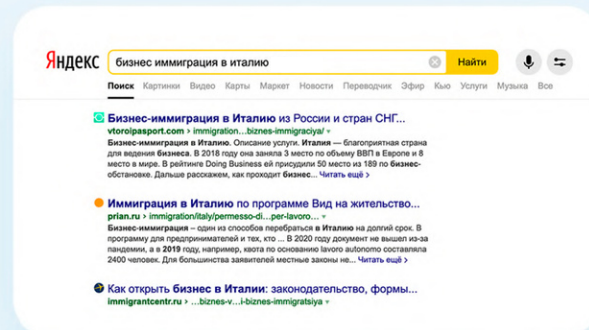 Яндекс бизнес иммиграция в италию Найти
Поиск Картинки Видео Карты Маркет Новости Переводчик Эфир Кью Услуги Музыка Все
Бизнес-иммиграция в Италию из России и стран СНГ...
vtoroipasport.com › immigration...biznes-immigraciya/
Бизнес-иммиграция в Италию. Описание услуги. Италия — благоприятная страна
для ведения бизнеса. В 2018 году она заняла 3 место по объему ВВП в Европе и 8
место в мире. В рейтинге Doing Business ей присудили 50 место из 189 по бизнес-
обстановке. Дальше расскажем, как проходит бизнес... Читать ещё >
Иммиграция в Италию по программе Вид на жительство...
prian.ru › immigration/italy/permesso-di...per-lavoro...
Бизнес-иммиграция – один из способов перебраться в Италию на долгий срок. В
программу для предпринимателей и тех, кто ... В 2020 году документ не вышел из-за
пандемии, а в 2019 году, например, квота по основанию lavoro autonomo составляла
2400 человек. Для большинства заявителей местные законы не... Читать ещё >
Как открыть бизнес в Италии: законодательство, формы...
immigrantcentr.ru › ...biznes-v...i-biznes-immigratsiya